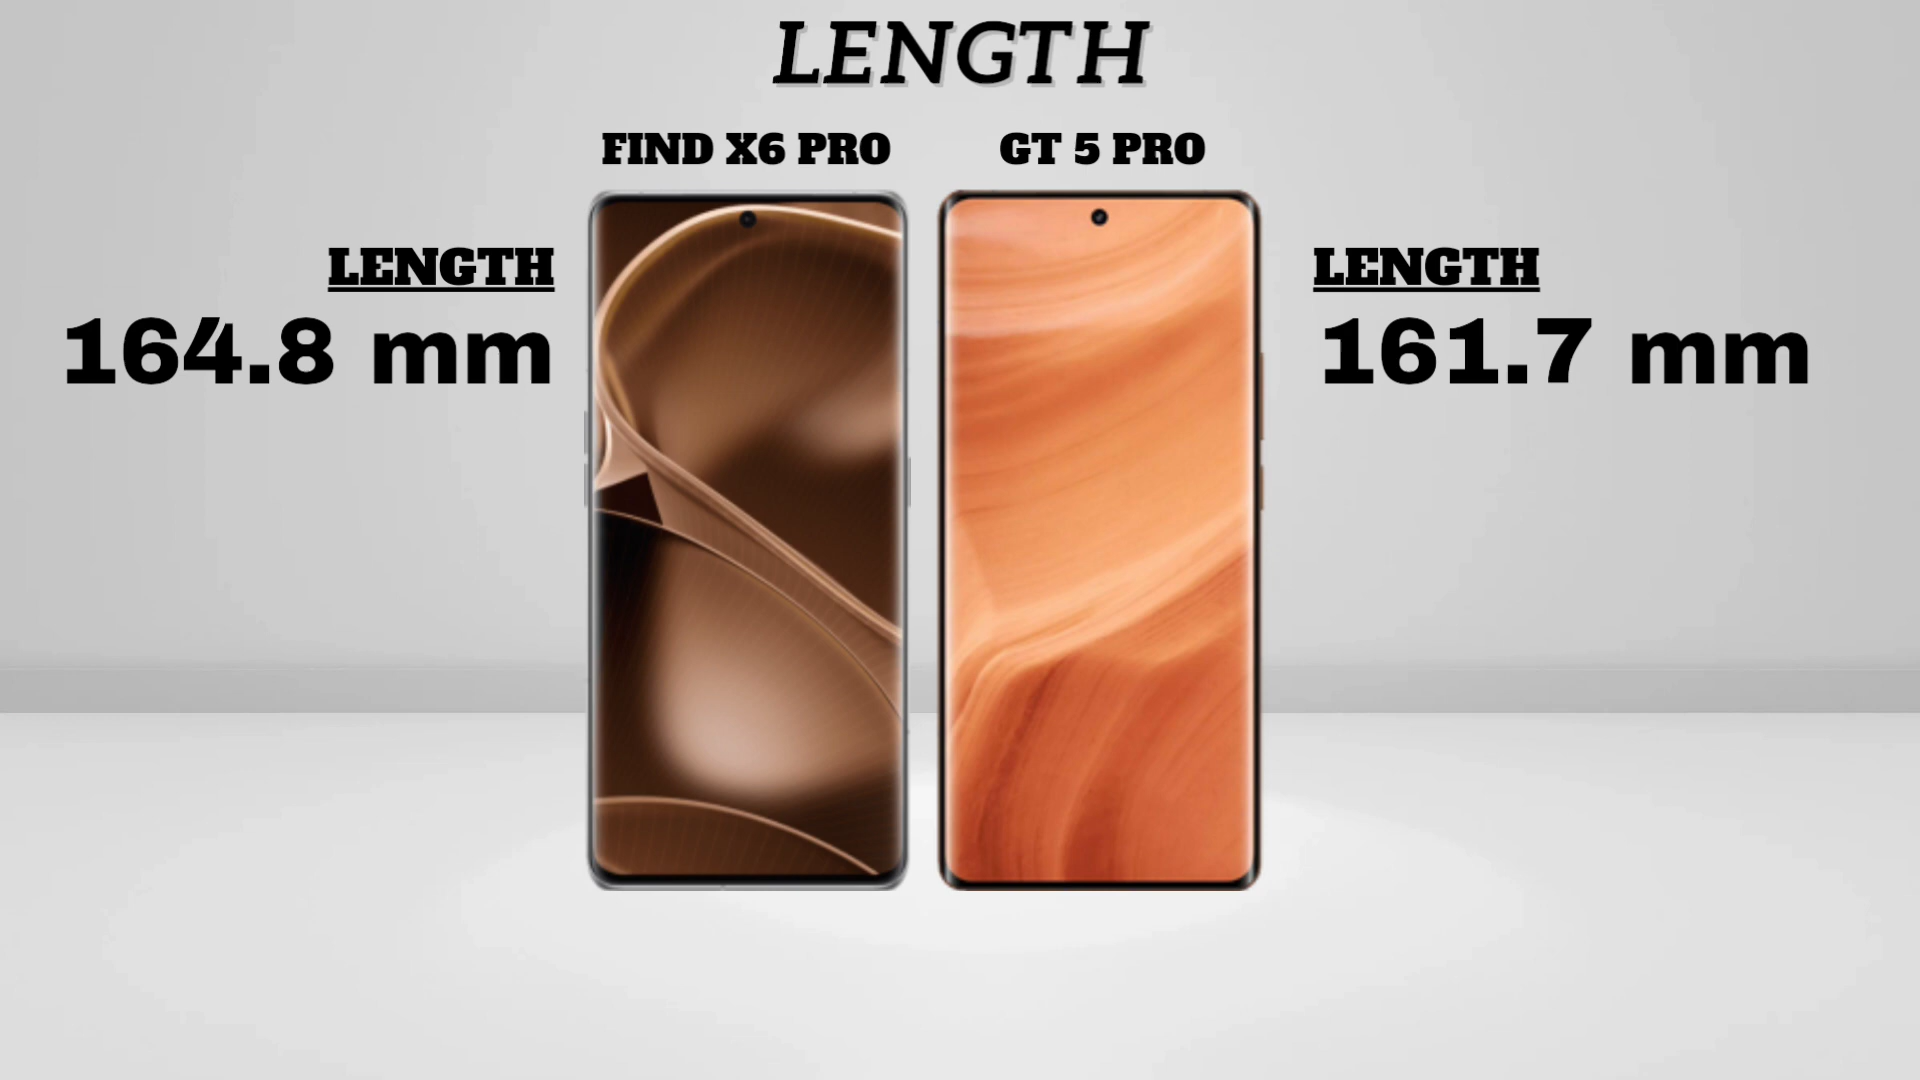 LENGTH
FIND X6 PRO
GT 5 PRO
LENGTH
164.8 mm
LENGTH
161.7 mm